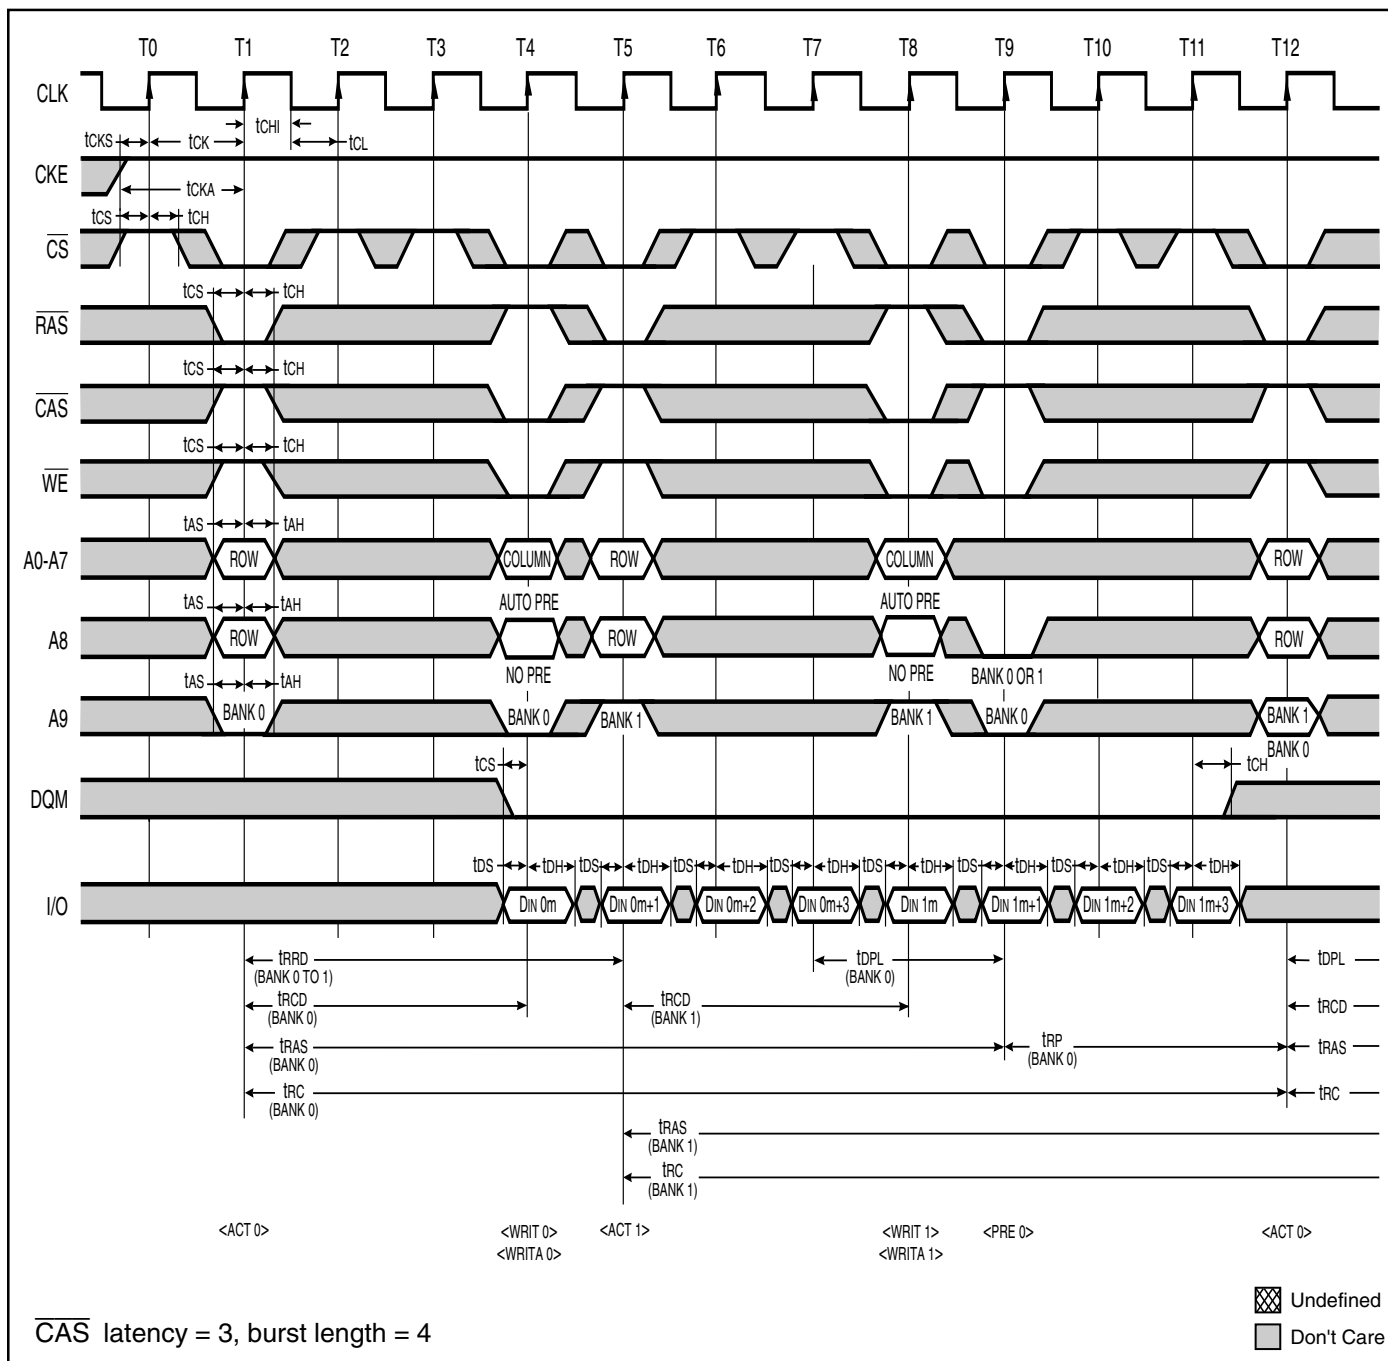 T0 T1 T2 T3 T4 T5 T6 T7 T8 T9 T10 T11 T12
CLK
tCHI
tCKS tCK tCL
CKE
tCKA
tCS tCH
CS
tCS tCH
RAS
tCS tCH
CAS
tCS tCH
WE
tAS tAH
A0-A7 ROW COLUMN ROW COLUMN ROW
tAS tAH AUTO PRE AUTO PRE
A8 ROW ROW ROW
tAS tAH NO PRE NO PRE BANK 0 OR 1
A9 BANK 0 BANK 0 BANK 1 BANK 1 BANK 0 BANK 1
BANK 0
tCS tCH
DQM
tDS tDH tDS tDH tDS tDH tDS tDH tDS tDH tDS tDH tDS tDH tDS tDH
I/O DIN 0m DIN 0m+1 DIN 0m+2 DIN 0m+3 DIN 1m DIN 1m+1 DIN 1m+2 DIN 1m+3
tRRD tDPL tDPL
(BANK 0 TO 1) (BANK 0)
tRCD tRCD tRCD
(BANK 0) (BANK 1)
tRAS tRP tRAS
(BANK 0) (BANK 0)
tRC tRC
(BANK 0)
tRAS
(BANK 1)
tRC
(BANK 1)
<ACT 0> <WRIT 0> <ACT 1> <WRIT 1> <PRE 0> <ACT 0>
<WRITA 0> <WRITA 1>
Undefined
CAS latency = 3, burst length = 4
Don't Care